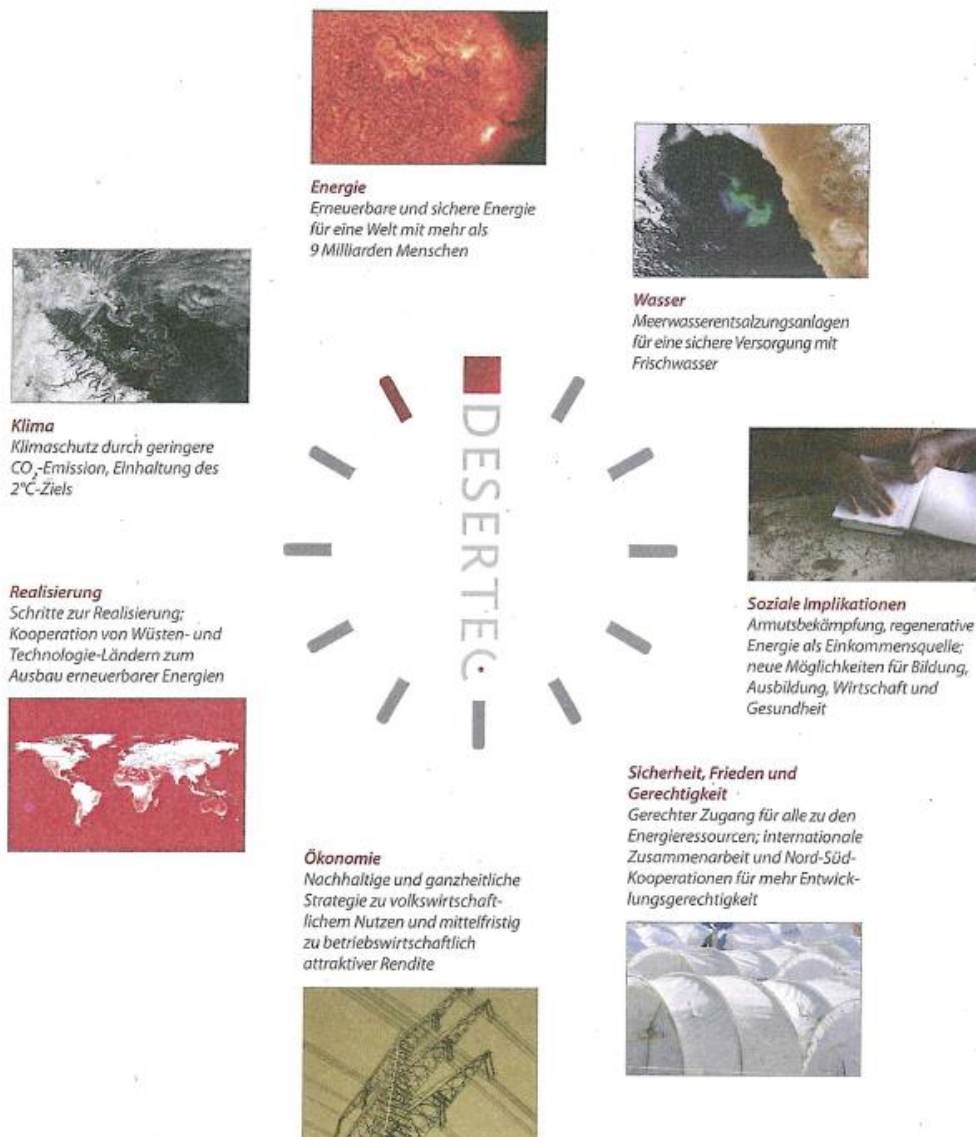 Energie
Erneuerbare und sichere Energie
für eine Welt mit mehr als
9 Milliarden Menschen
Wasser
Meerwasserentsalzungsanlagen
für eine sichere Versorgung mit
Frischwasser
Klima
Klimaschutz durch geringere
CO₂-Emission, Einhaltung des
2°C-Ziels
DESERTEC
Soziale Implikationen
Armutsbekämpfung, regenerative
Energie als Einkommensquelle;
neue Möglichkeiten für Bildung,
Ausbildung, Wirtschaft und
Gesundheit
Realisierung
Schritte zur Realisierung;
Kooperation von Wüsten- und
Technologie-Ländern zum
Ausbau erneuerbarer Energien
Sicherheit, Frieden und
Gerechtigkeit
Gerechter Zugang für alle zu den
Energieressourcen; internationale
Zusammenarbeit und Nord-Süd-
Kooperationen für mehr Entwick-
lungsgerechtigkeit
Ökonomie
Nachhaltige und ganzheitliche
Strategie zu volkswirtschaft-
lichem Nutzen und mittelfristig
zu betriebswirtschaftlich
attraktiver Rendite